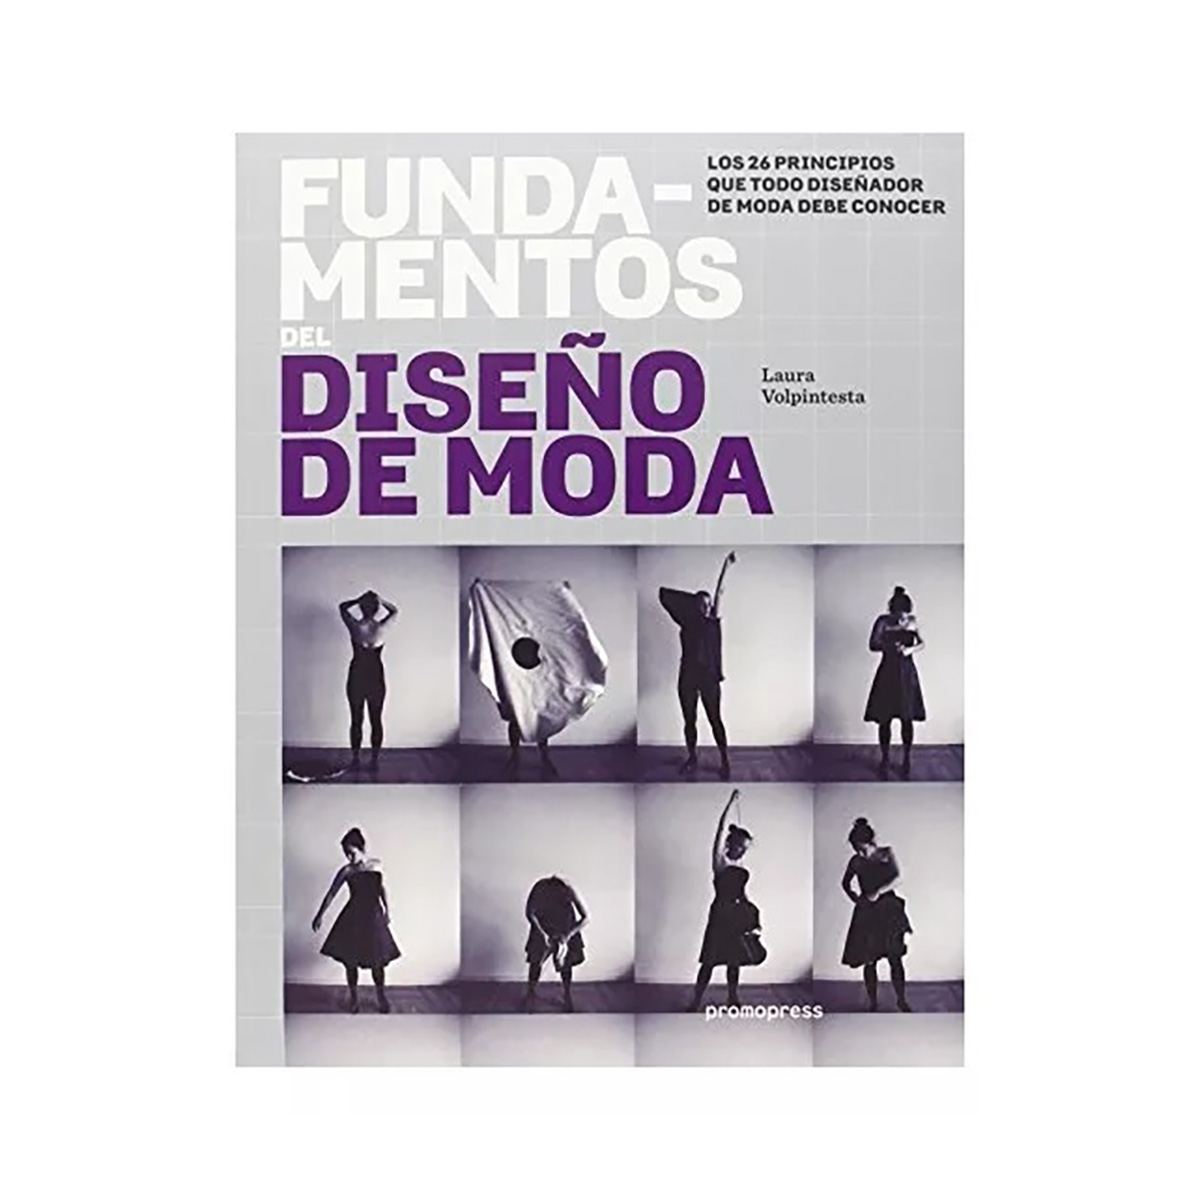 FUNDA-
MENTOS
DEL
DISEÑO
DE MODA
LOS 26 PRINCIPIOS
QUE TODO DISEÑADOR
DE MODA DEBE CONOCER
Laura
Volpintesta
promopress